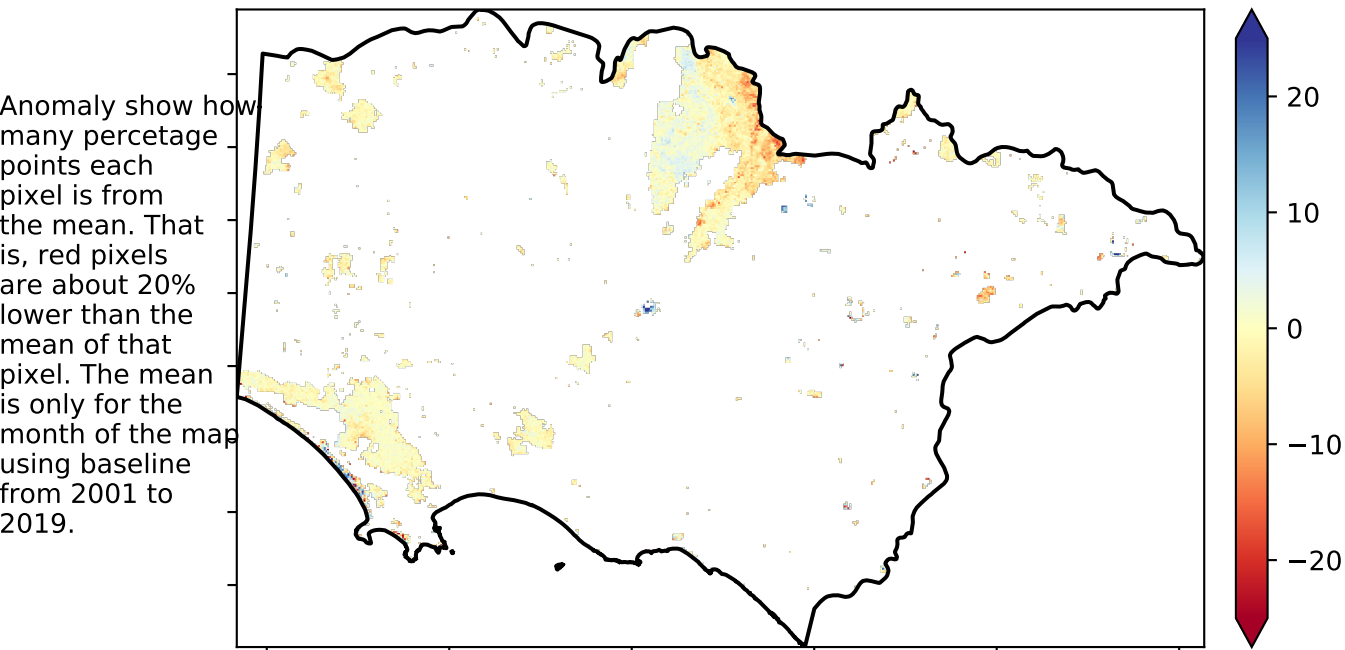 Anomaly show how
many percetage
points each
pixel is from
the mean. That
is, red pixels
are about 20%
lower than the
mean of that
pixel. The mean
is only for the
month of the map
using baseline
from 2001 to
2019.
20
10
0
−10
−20